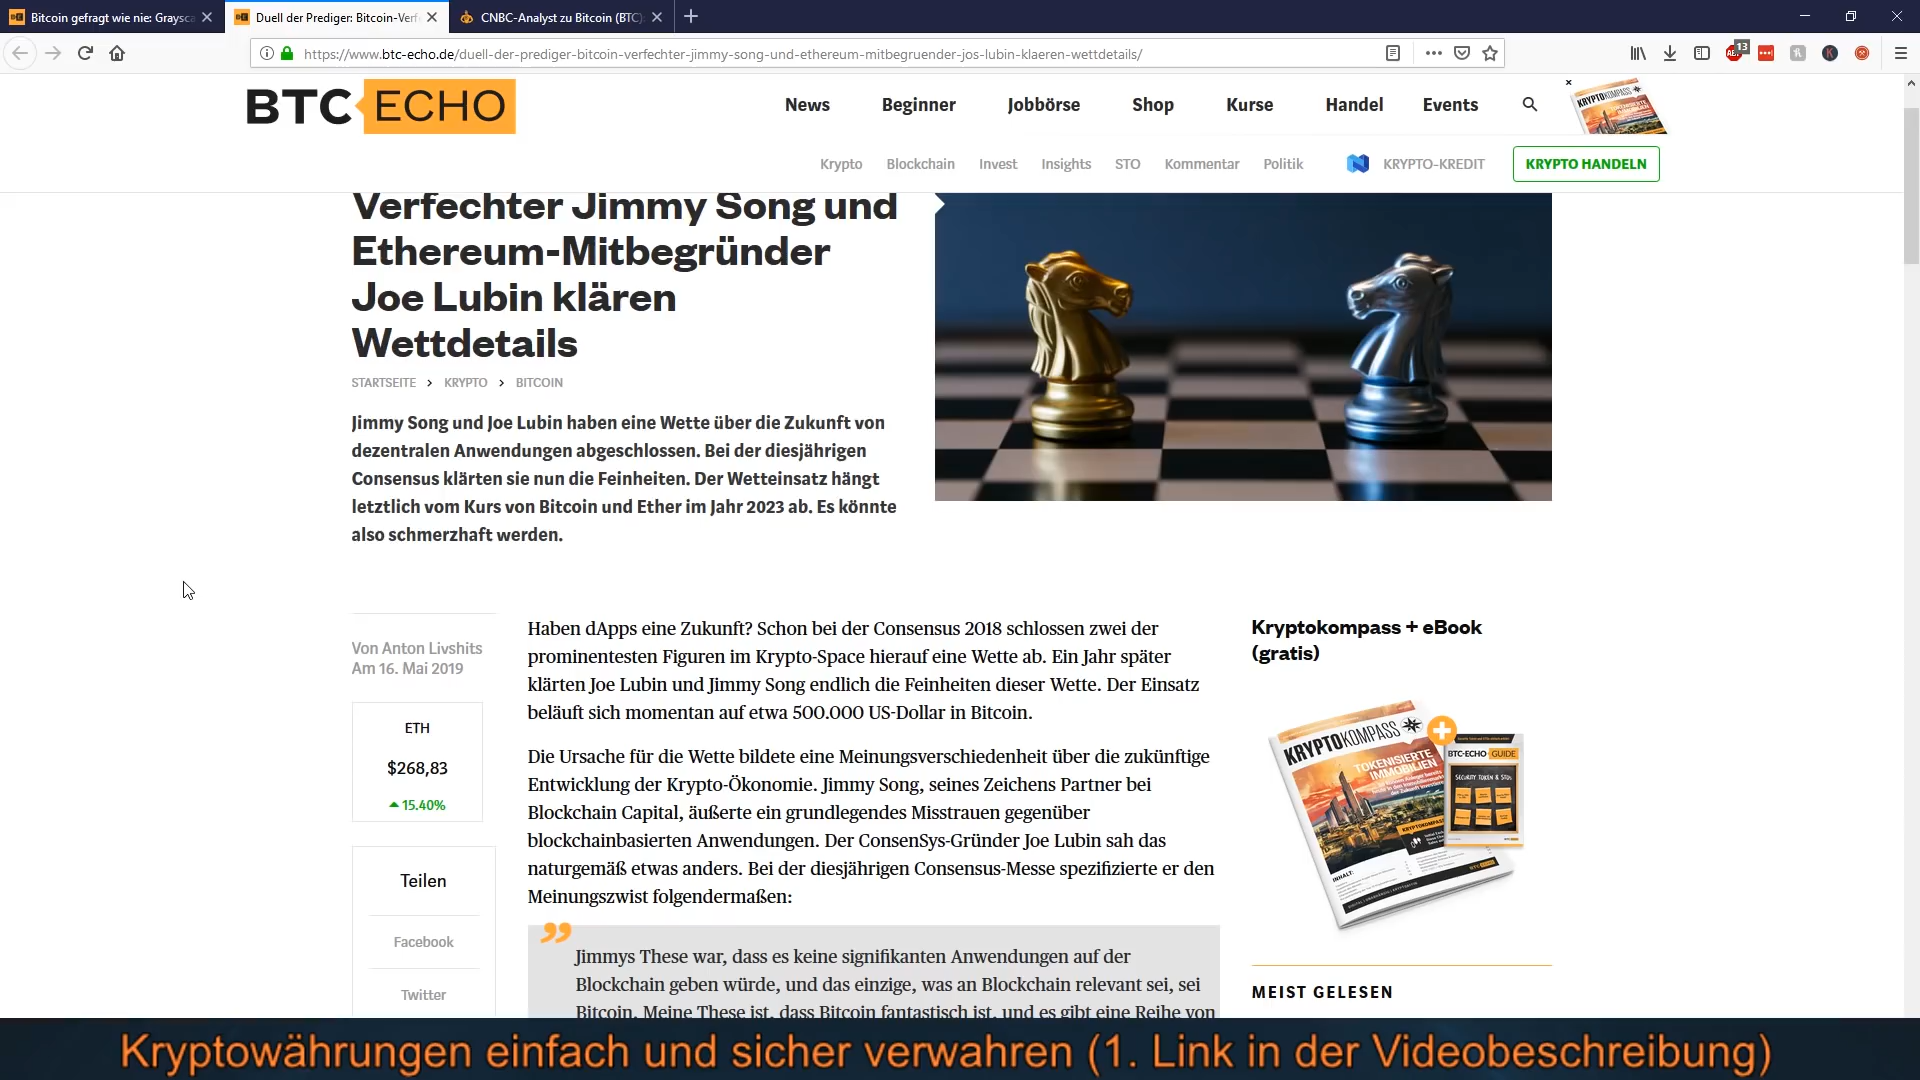 Bitcoin gefragt wie nie: Graysca
Duell der Prediger: Bitcoin-Verf
CNBC-Analyst zu Bitcoin (BTC)
https://www.btc-echo.de/duell-der-prediger-bitcoin-verfechter-jimmy-song-und-ethereum-mitbegruender-jos-lubin-klaeren-wettdetails/
13
BTC ECHO
News Beginner Jobbörse Shop Kurse Handel Events
Krypto Blockchain Invest Insights STO Kommentar Politik KRYPTO-KREDIT KRYPTO HANDELN
Verfechter Jimmy Song und
Ethereum-Mitbegründer
Joe Lubin klären
Wettdetails
STARTSEITE > KRYPTO > BITCOIN
Jimmy Song und Joe Lubin haben eine Wette über die Zukunft von
dezentralen Anwendungen abgeschlossen. Bei der diesjährigen
Consensus klärten sie nun die Feinheiten. Der Wetteinsatz hängt
letztlich vom Kurs von Bitcoin und Ether im Jahr 2023 ab. Es könnte
also schmerzhaft werden.
Von Anton Livshits
Am 16. Mai 2019
ETH
$268,83
15.40%
Teilen
Facebook
Twitter
Haben dApps eine Zukunft? Schon bei der Consensus 2018 schlossen zwei der
prominentesten Figuren im Krypto-Space hierauf eine Wette ab. Ein Jahr später
klärten Joe Lubin und Jimmy Song endlich die Feinheiten dieser Wette. Der Einsatz
beläuft sich momentan auf etwa 500.000 US-Dollar in Bitcoin.
Die Ursache für die Wette bildete eine Meinungsverschiedenheit über die zukünftige
Entwicklung der Krypto-Ökonomie. Jimmy Song, seines Zeichens Partner bei
Blockchain Capital, äußerte ein grundlegendes Misstrauen gegenüber
blockchainbasierten Anwendungen. Der ConsenSys-Gründer Joe Lubin sah das
naturgemäß etwas anders. Bei der diesjährigen Consensus-Messe spezifizierte er den
Meinungszwist folgendermaßen:
Jimmys These war, dass es keine signifikanten Anwendungen auf der
Blockchain geben würde, und das einzige, was an Blockchain relevant sei, sei
Bitcoin. Meine These ist, dass Bitcoin fantastisch ist, und es gibt eine Reihe von
Kryptokompass + eBook
(gratis)
KRYPTOKOMPASS
TOKENISIERTE
IMMOBILIEN
BTC-ECHO GUIDE
SECURITY TOKEN & STOs
MEIST GELESEN
Kryptowährungen einfach und sicher verwahren (1. Link in der Videobeschreibung)